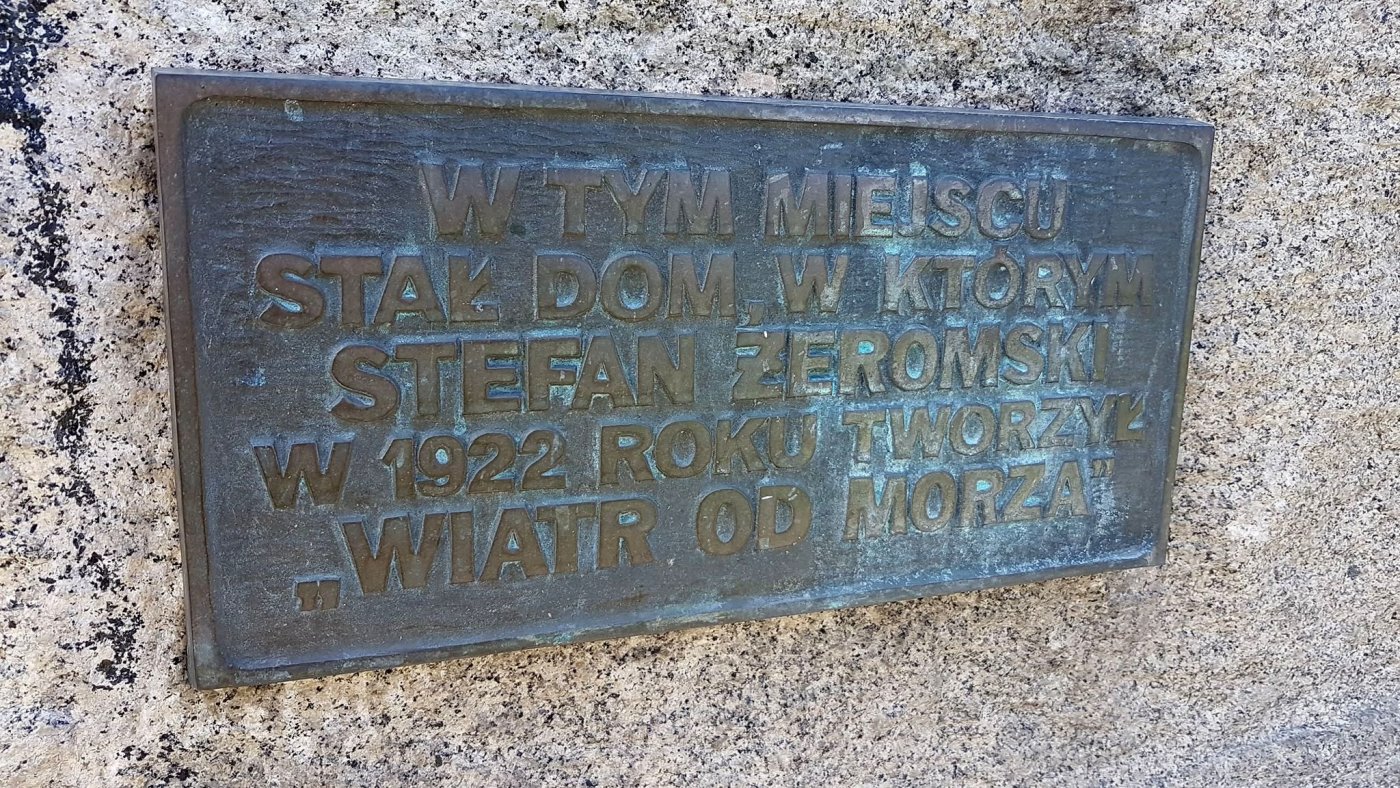 W TYM MIEJSCU
STAŁ DOM, W KTÓRYM
STEFAN ŻEROMSKI
W 1922 ROKU TWORZYŁ
„WIATR OD MORZA”